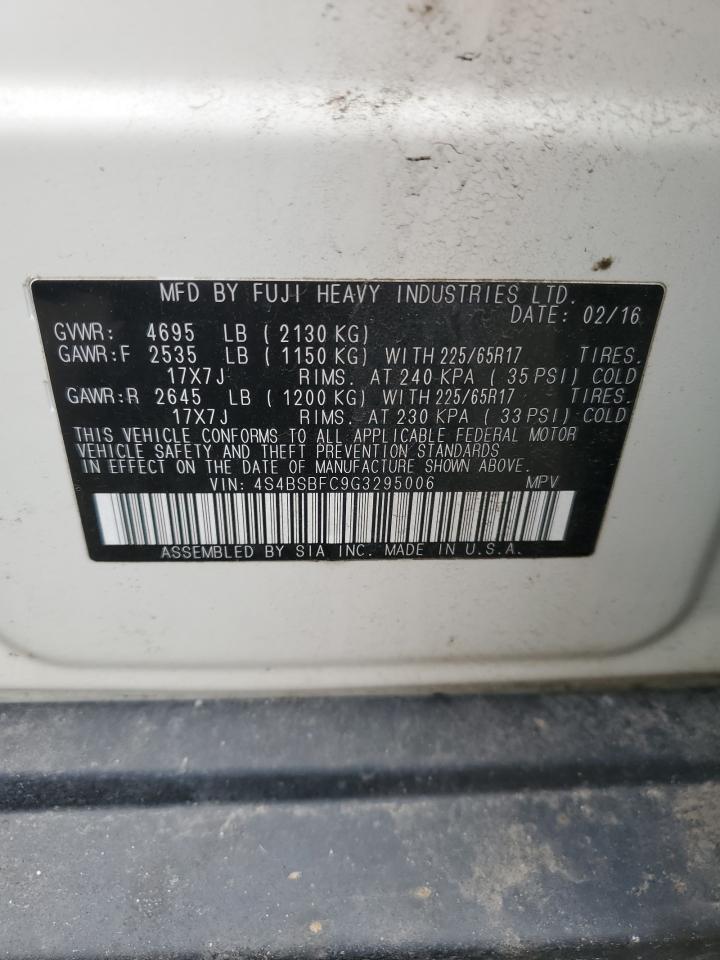 MFD BY FUJI HEAVY INDUSTRIES LTD.
DATE: 02/16
GVWR: 4695 LB ( 2130 KG)
GAWR:F 2535 LB ( 1150 KG) WITH 225/65R17 TIRES.
17X7J RIMS. AT 240 KPA ( 35 PSI) COLD
GAWR:R 2645 LB ( 1200 KG) WITH 225/65R17 TIRES.
17X7J RIMS. AT 230 KPA ( 33 PSI) COLD
THIS VEHICLE CONFORMS TO ALL APPLICABLE FEDERAL MOTOR
VEHICLE SAFETY AND THEFT PREVENTION STANDARDS
IN EFFECT ON THE DATE OF MANUFACTURE SHOWN ABOVE.
VIN: 4S4BSBFC9G3295006 MPV
ASSEMBLED BY SIA INC. MADE IN U.S.A.